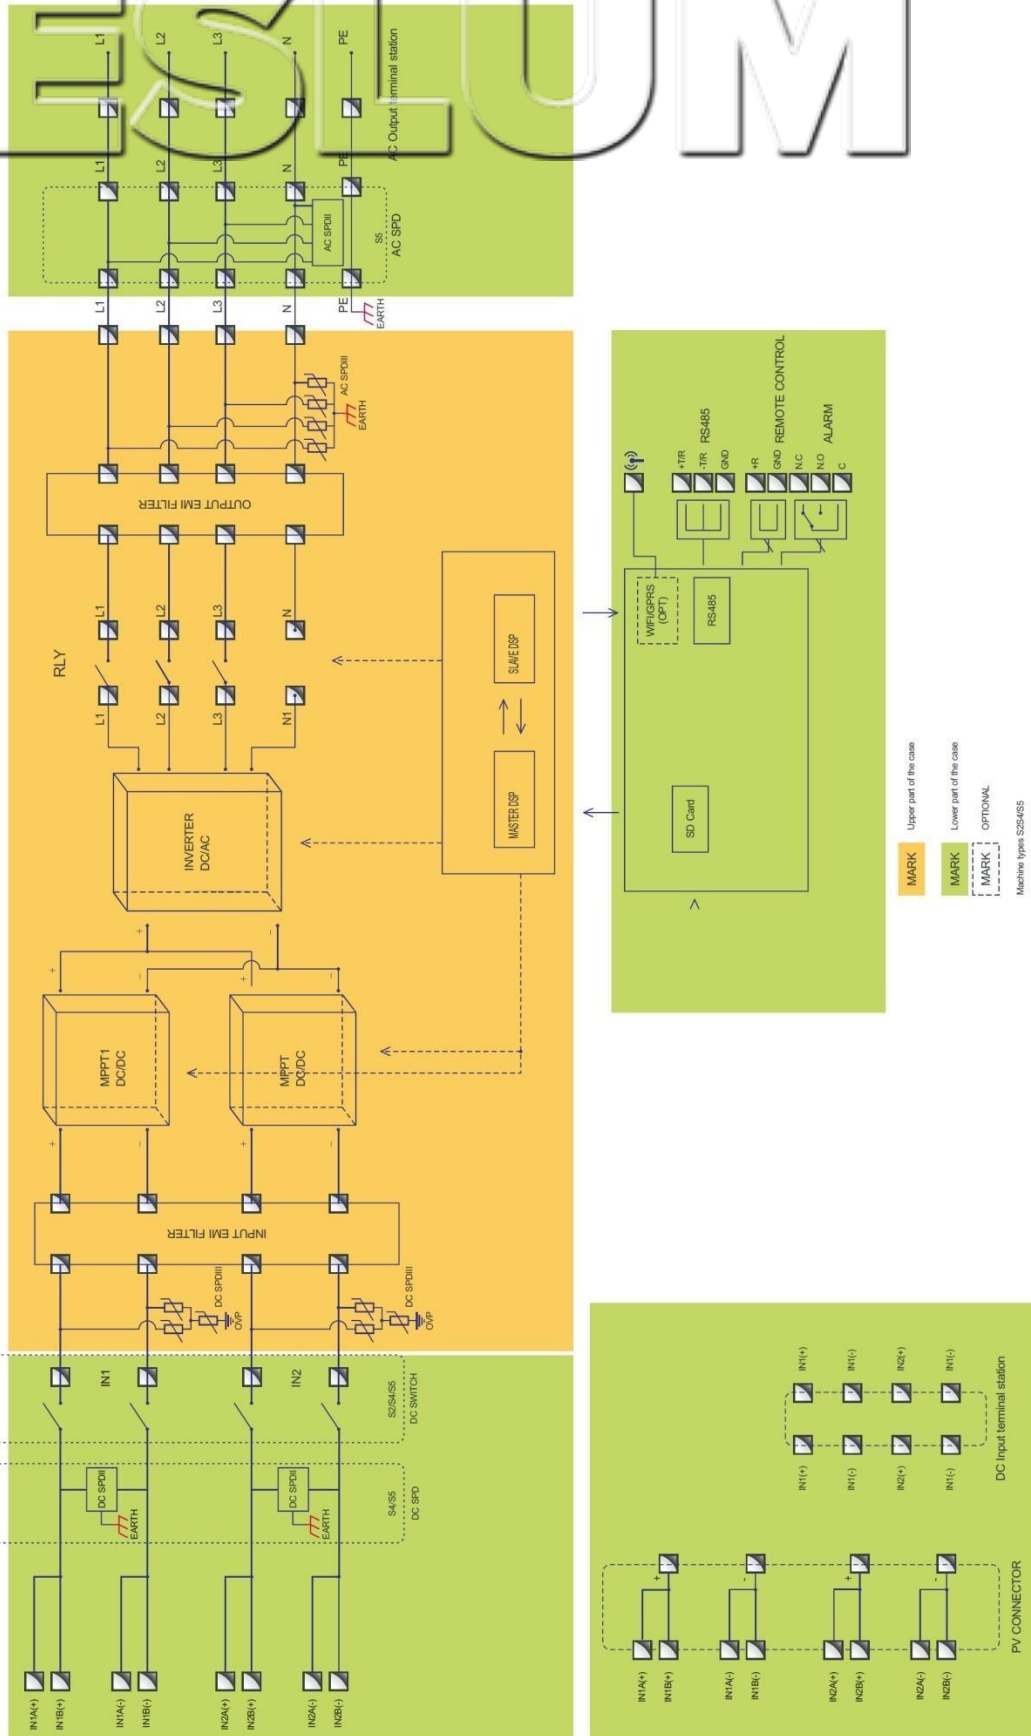 ESLUM
L1
L2
L3
N
PE
AC Output terminal station
L1
L2
L3
N
PE
AC SPDII
S5
AC SPD
L1
L2
L3
N
PE
EARTH
AC SPDIII
EARTH
OUTPUT EMI FILTER
L1
L2
L3
N
RLY
L1
L2
L3
N1
INVERTER
DC/AC
+
−
+
−
+
−
MPPT1
DC/DC
MPPT
DC/DC
+
−
+
−
SLAVE DSP
MASTER DSP
INPUT EMI FILTER
DC SPDIII
OVP
DC SPDIII
OVP
IN1
IN2
S2/S4/S5
DC SWITCH
DC SPDII
EARTH
DC SPDII
EARTH
S4/S5
DC SPD
IN1A(+)
IN1B(+)
IN1A(-)
IN1B(-)
IN2A(+)
IN2B(+)
IN2A(-)
IN2B(-)
WIFI/GPRS
(OPT)
RS485
SD Card
+T/R
-T/R
GND
RS485
+R
GND
REMOTE CONTROL
N.C
N.O
C
ALARM
MARK
Upper part of the case
MARK
Lower part of the case
MARK
OPTIONAL
Machine types S2S4/S5
IN1(+)
IN1(-)
IN2(+)
IN1(-)
IN1(+)
IN1(-)
IN2(+)
IN1(-)
DC Input terminal station
+
-
+
-
IN1A(+)
IN1B(+)
IN1A(-)
IN1B(-)
IN2A(+)
IN2B(+)
IN2A(-)
IN2B(-)
PV CONNECTOR